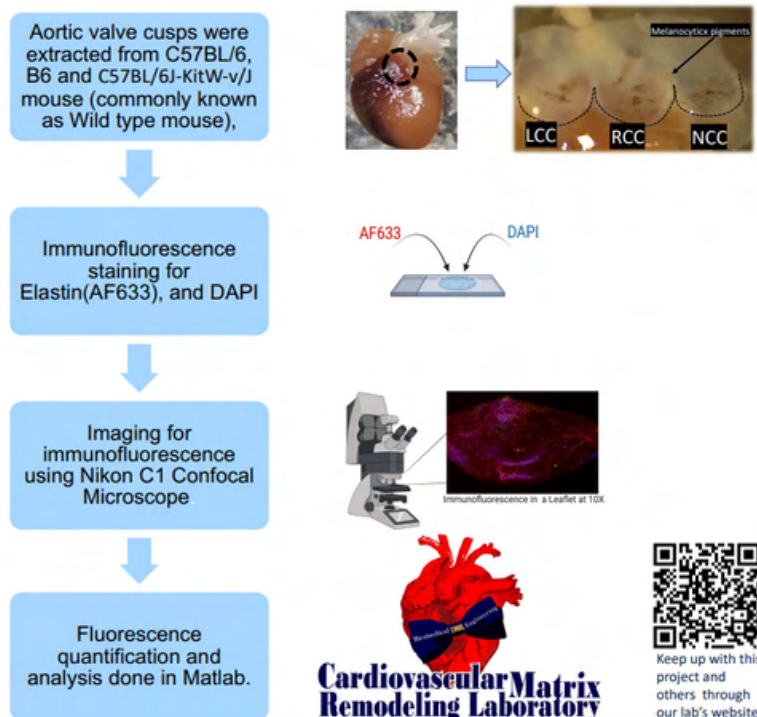 Aortic valve cusps were
extracted from C57BL/6,
B6 and C57BL/6J-KitW-v/J
mouse (commonly known
as Wild type mouse),
Melanocyticx pigments
LCC
RCC
NCC
Immunofluorescence
staining for
Elastin(AF633), and DAPI
AF633
DAPI
Imaging for
immunofluorescence
using Nikon C1 Confocal
Microscope
Immunofluorescence in a Leaflet at 10X
Fluorescence
quantification and
analysis done in Matlab.
Biomedical CMRL Engineering
Cardiovascular Matrix
Remodeling Laboratory
Keep up with this
project and
others through
our lab's website